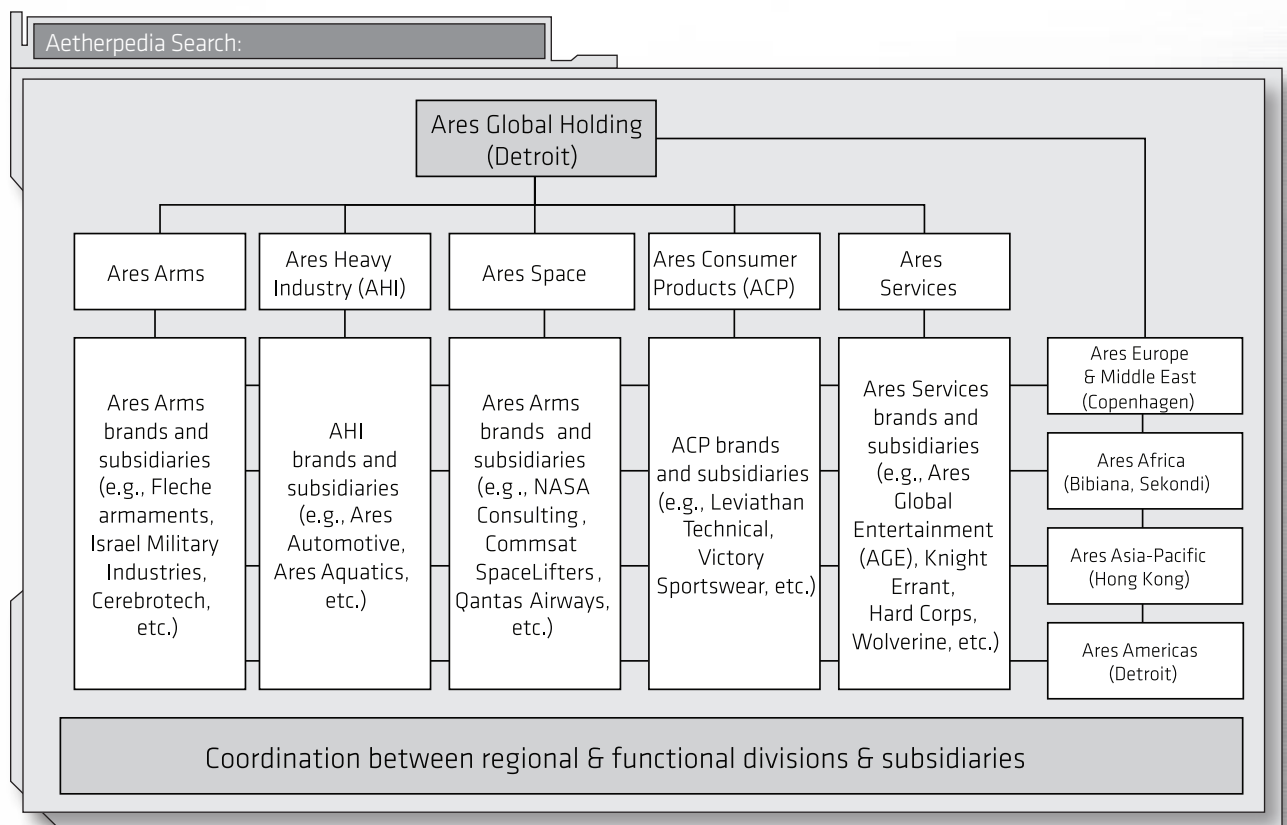 Aetherpedia Search:
Ares Global Holding
(Detroit)
Ares Arms
Ares Heavy
Industry (AHI)
Ares Space
Ares Consumer
Products (ACP)
Ares
Services
Ares Arms
brands and
subsidiaries
(e.g., Fleche
armaments,
Israel Military
Industries,
Cerebrotech,
etc.)
AHI
brands and
subsidiaries
(e.g., Ares
Automotive,
Ares Aquatics,
etc.)
Ares Arms
brands and
subsidiaries
(e.g., NASA
Consulting,
Commsat
SpaceLifters,
Qantas Airways,
etc.)
ACP brands
and subsidiaries
(e.g., Leviathan
Technical,
Victory
Sportswear, etc.)
Ares Services
brands and
subsidiaries
(e.g., Ares
Global
Entertainment
(AGE), Knight
Errant,
Hard Corps,
Wolverine, etc.)
Ares Europe
& Middle East
(Copenhagen)
Ares Africa
(Bibiana, Sekondi)
Ares Asia-Pacific
(Hong Kong)
Ares Americas
(Detroit)
Coordination between regional & functional divisions & subsidiaries